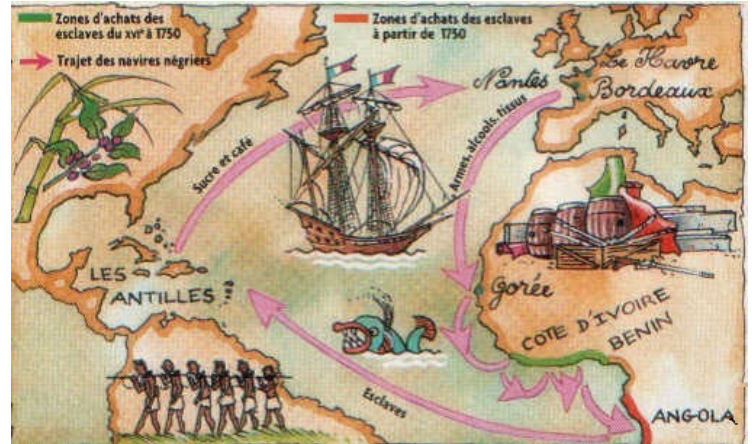 Zones d'achats des
esclaves du XVIe à 1750
Trajet des navires négriers
Zones d'achats des esclaves
à partir de 1750
Nantes
Le Havre
Bordeaux
Sucre et café
Armes, alcools, tissus
LES
ANTILLES
Gorée
COTE D'IVOIRE
BENIN
Esclaves
ANGOLA